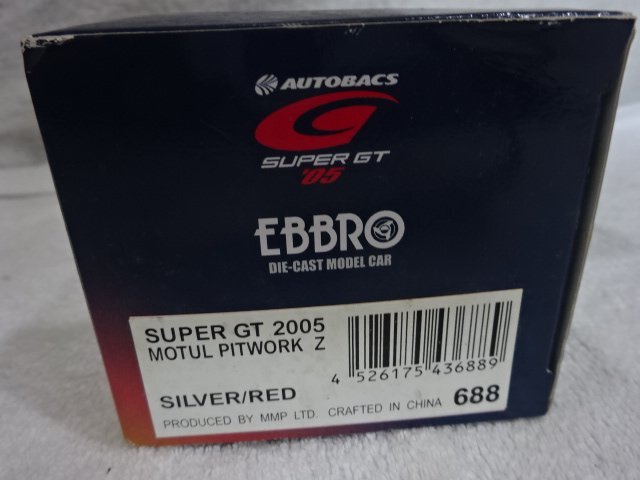 AUTOBACS
SUPER GT
'05
EBBRO
DIE-CAST MODEL CAR
SUPER GT 2005
MOTUL PITWORK Z
4 526175 436889
SILVER/RED
PRODUCED BY MMP LTD. CRAFTED IN CHINA 688